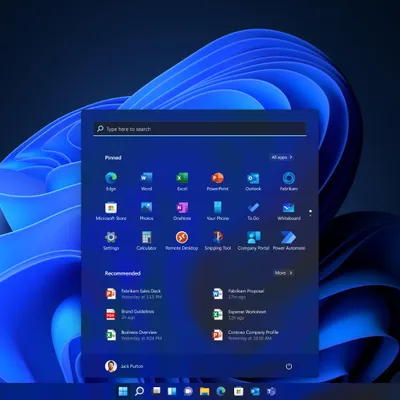 Type here to search
Pinned
All apps >
Edge Word Excel PowerPoint Outlook Fabrikam
Microsoft Store Photos OneNote Your Phone To Do Whiteboard
Settings Calculator Remote Desktop Snipping Tool Company Portal Power Automate
Recommended
More >
Fabrikam Sales Deck Fabrikam Proposal
Yesterday at 1:15 PM 17m ago
Brand Guidelines Expense Worksheet
2h ago 12h ago
Business Overview Contoso Company Profile
Yesterday at 4:24 PM Yesterday at 10:50 AM
Jack Purton